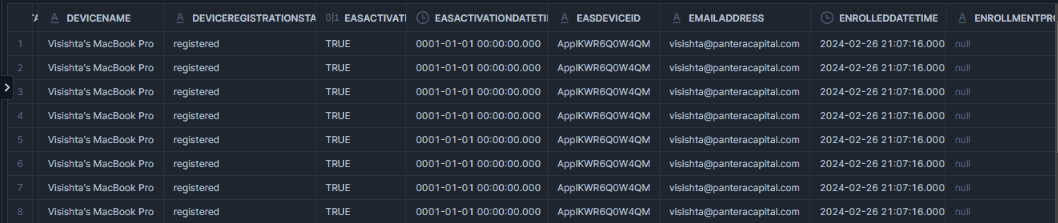 TA DEVICENAME DEVICEREGISTRATIONSTA 0|1 EASACTIVATI EASACTIVATIONDATETI EASDEVICEID EMAILADDRESS ENROLLEDDATETIME ENROLLMENTPRO
1 Visishta's MacBook Pro registered TRUE 0001-01-01 00:00:00.000 ApplKWR6Q0W4QM visishta@panteracapital.com 2024-02-26 21:07:16.000 null
2 Visishta's MacBook Pro registered TRUE 0001-01-01 00:00:00.000 ApplKWR6Q0W4QM visishta@panteracapital.com 2024-02-26 21:07:16.000 null
3 Visishta's MacBook Pro registered TRUE 0001-01-01 00:00:00.000 ApplKWR6Q0W4QM visishta@panteracapital.com 2024-02-26 21:07:16.000 null
4 Visishta's MacBook Pro registered TRUE 0001-01-01 00:00:00.000 ApplKWR6Q0W4QM visishta@panteracapital.com 2024-02-26 21:07:16.000 null
5 Visishta's MacBook Pro registered TRUE 0001-01-01 00:00:00.000 ApplKWR6Q0W4QM visishta@panteracapital.com 2024-02-26 21:07:16.000 null
6 Visishta's MacBook Pro registered TRUE 0001-01-01 00:00:00.000 ApplKWR6Q0W4QM visishta@panteracapital.com 2024-02-26 21:07:16.000 null
7 Visishta's MacBook Pro registered TRUE 0001-01-01 00:00:00.000 ApplKWR6Q0W4QM visishta@panteracapital.com 2024-02-26 21:07:16.000 null
8 Visishta's MacBook Pro registered TRUE 0001-01-01 00:00:00.000 ApplKWR6Q0W4QM visishta@panteracapital.com 2024-02-26 21:07:16.000 null